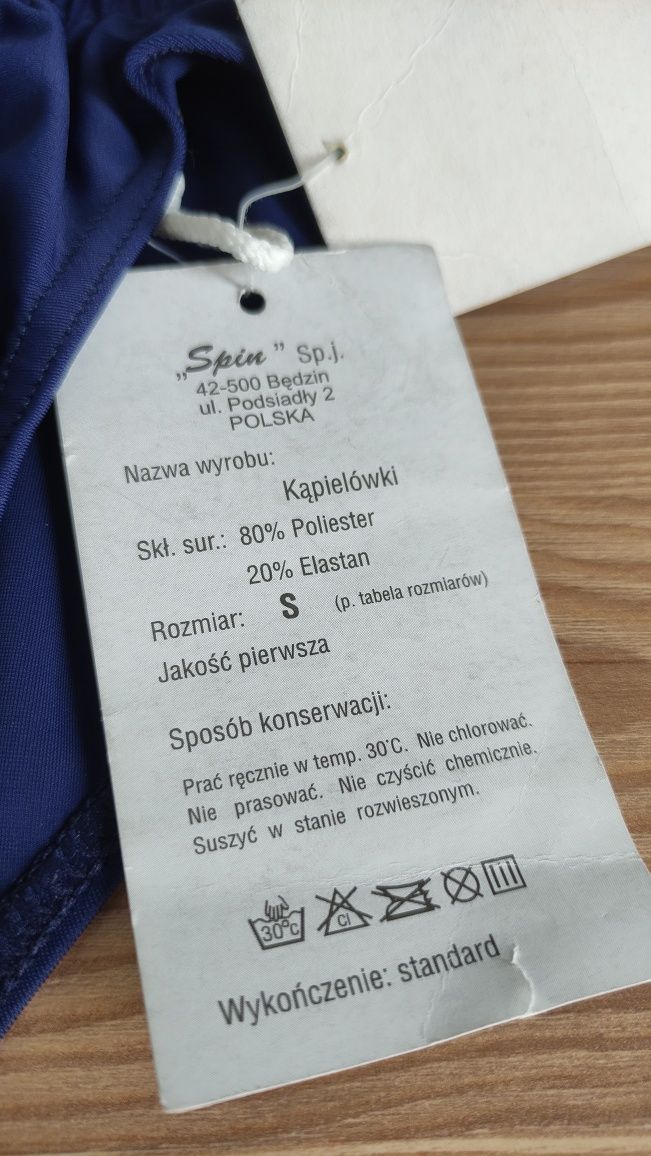 „Spin” Sp.j.
42-500 Będzin
ul. Podsiadły 2
POLSKA
Nazwa wyrobu:
Kąpielówki
Skł. sur.: 80% Poliester
20% Elastan
Rozmiar: S (p. tabela rozmiarów)
Jakość pierwsza
Sposób konserwacji:
Prać ręcznie w temp. 30°C. Nie chlorować.
Nie prasować. Nie czyścić chemicznie.
Suszyć w stanie rozwieszonym.
30°C Cl
Wykończenie: standard